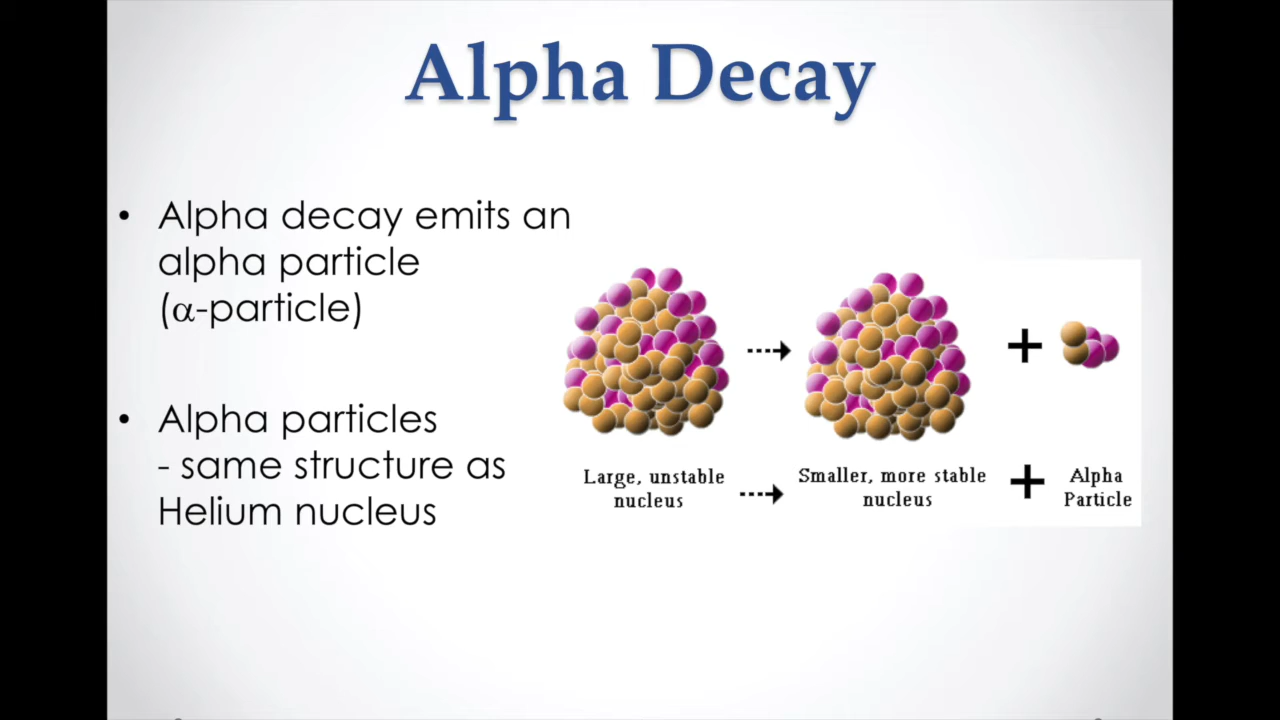 Alpha Decay
• Alpha decay emits an
alpha particle
(α-particle)
• Alpha particles
- same structure as
Helium nucleus
+
Large, unstable
nucleus
Smaller, more stable
nucleus
+
Alpha
Particle